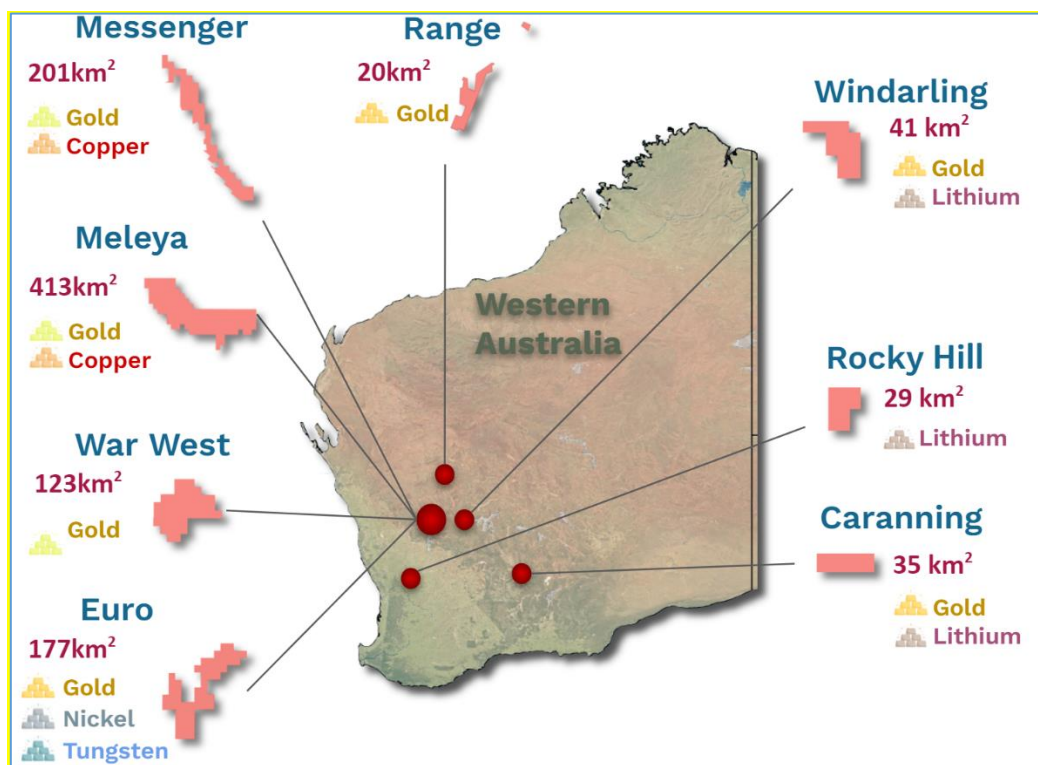 Messenger
201km²
Gold
Copper
Range
20km²
Gold
Windarling
41 km²
Gold
Lithium
Meleya
413km²
Gold
Copper
Western
Australia
Rocky Hill
29 km²
Lithium
War West
123km²
Gold
Caranning
35 km²
Gold
Lithium
Euro
177km²
Gold
Nickel
Tungsten